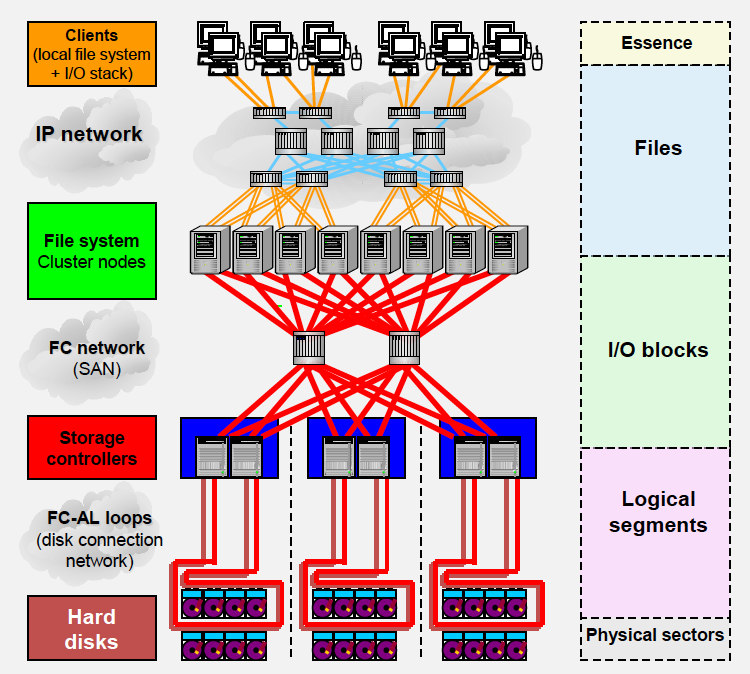 Clients
(local file system
+ I/O stack)
IP network
File system
Cluster nodes
FC network
(SAN)
Storage
controllers
FC-AL loops
(disk connection
network)
Hard
disks
Essence
Files
I/O blocks
Logical
segments
Physical sectors